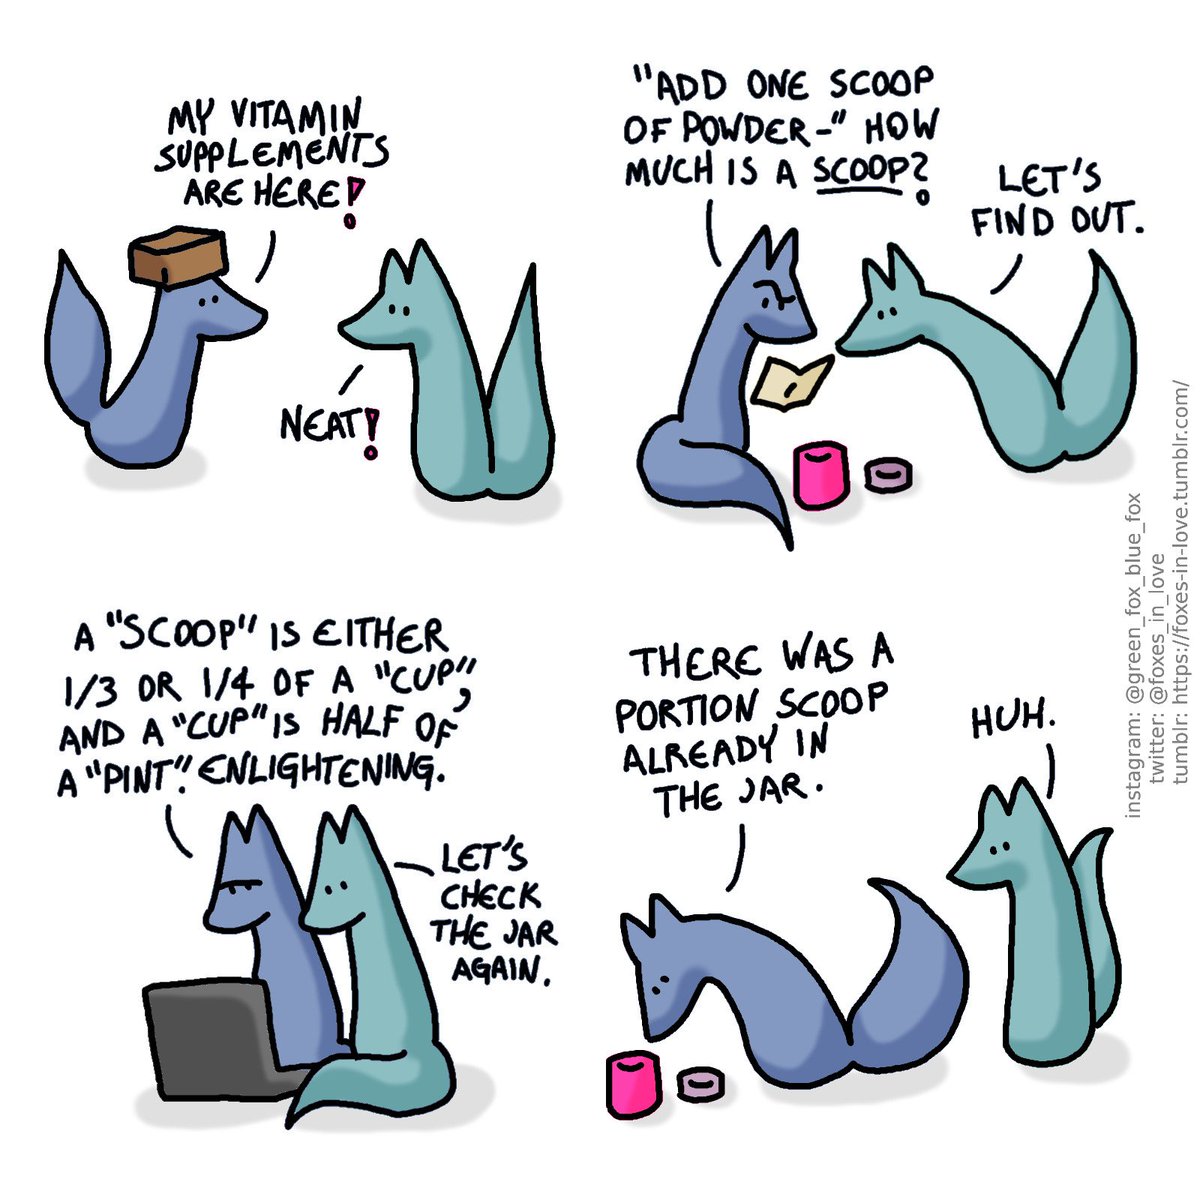 MY VITAMIN
SUPPLEMENTS
ARE HERE!
NEAT!
"ADD ONE SCOOP
OF POWDER-" HOW
MUCH IS A SCOOP?
LET'S
FIND OUT.
A "SCOOP" IS EITHER
1/3 OR 1/4 OF A "CUP",
AND A "CUP" IS HALF OF
A "PINT". ENLIGHTENING.
LET'S
CHECK
THE JAR
AGAIN.
THERE WAS A
PORTION SCOOP
ALREADY IN
THE JAR.
HUH.
instagram: @green_fox_blue_fox
twitter: @foxes_in_love
tumblr: https://foxes-in-love.tumblr.com/